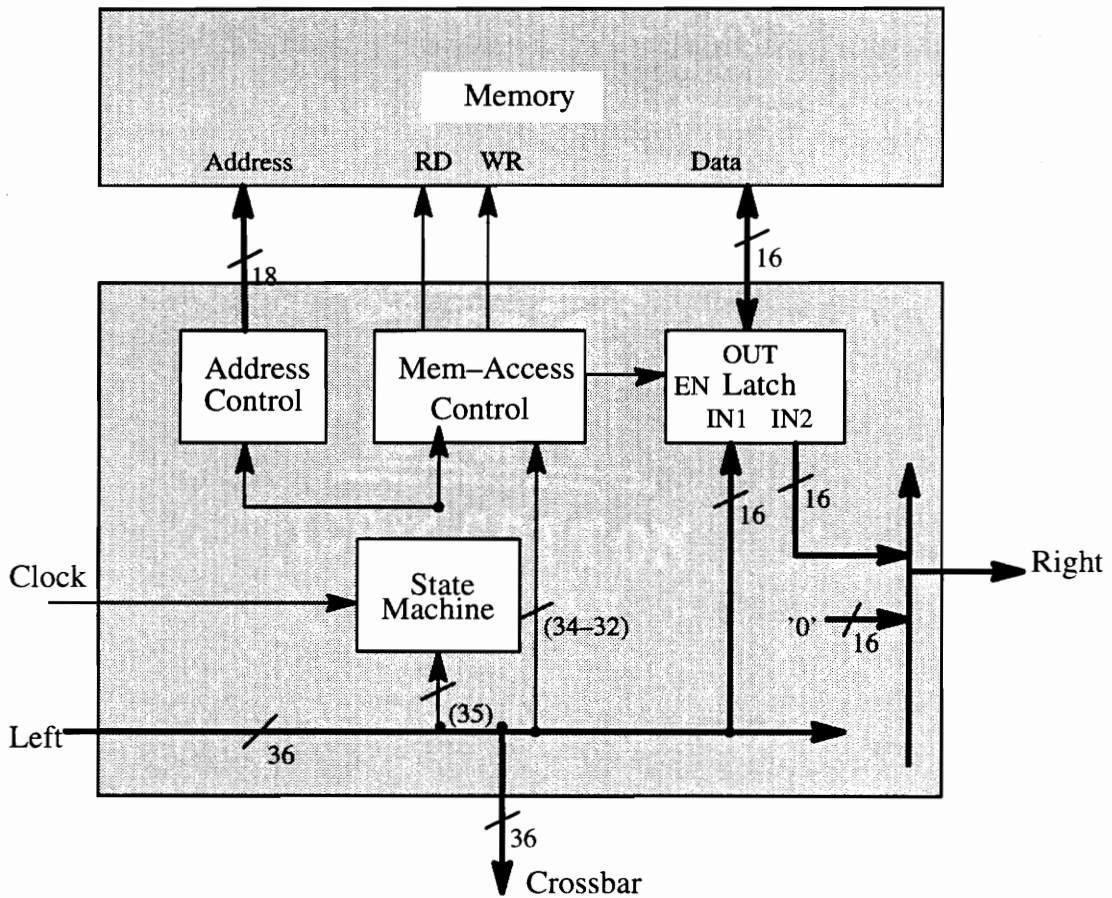 Memory
Address RD WR Data
18
16
Address
Control
Mem–Access
Control
OUT
EN Latch
IN1 IN2
16
16
Clock
State
Machine
(34–32)
Right
'0'
16
(35)
Left
36
36
Crossbar